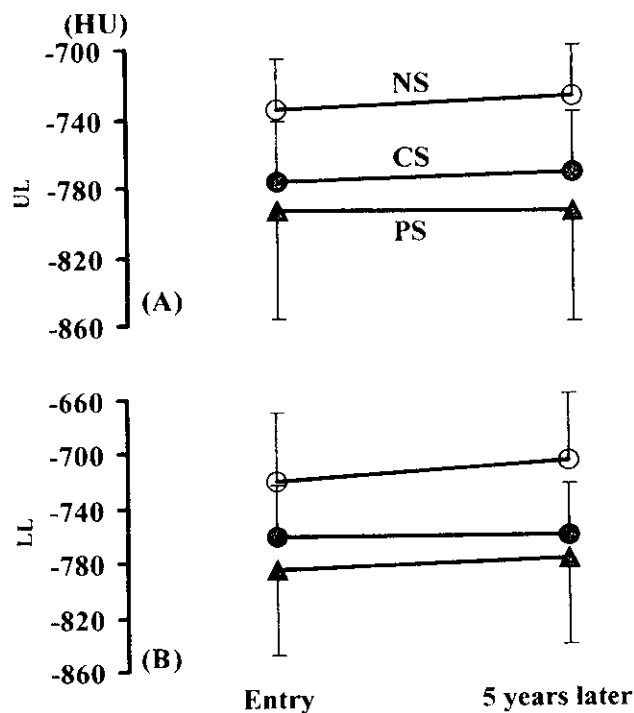 (HU)
-700
-740
-780
-820
-860
UL
NS
CS
PS
(A)
-660
-700
-740
-780
-820
-860
LL
(B)
Entry
5 years later